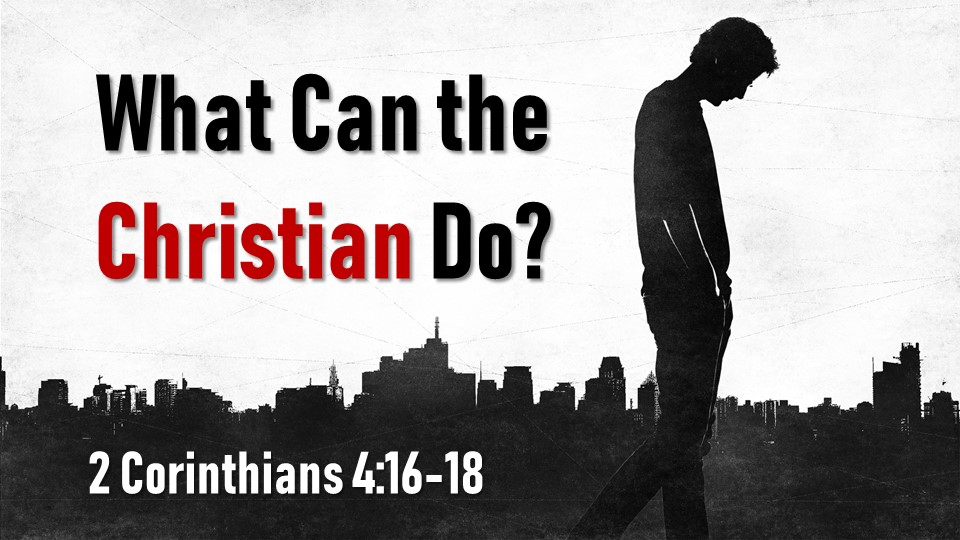 What Can the
Christian Do?
2 Corinthians 4:16-18